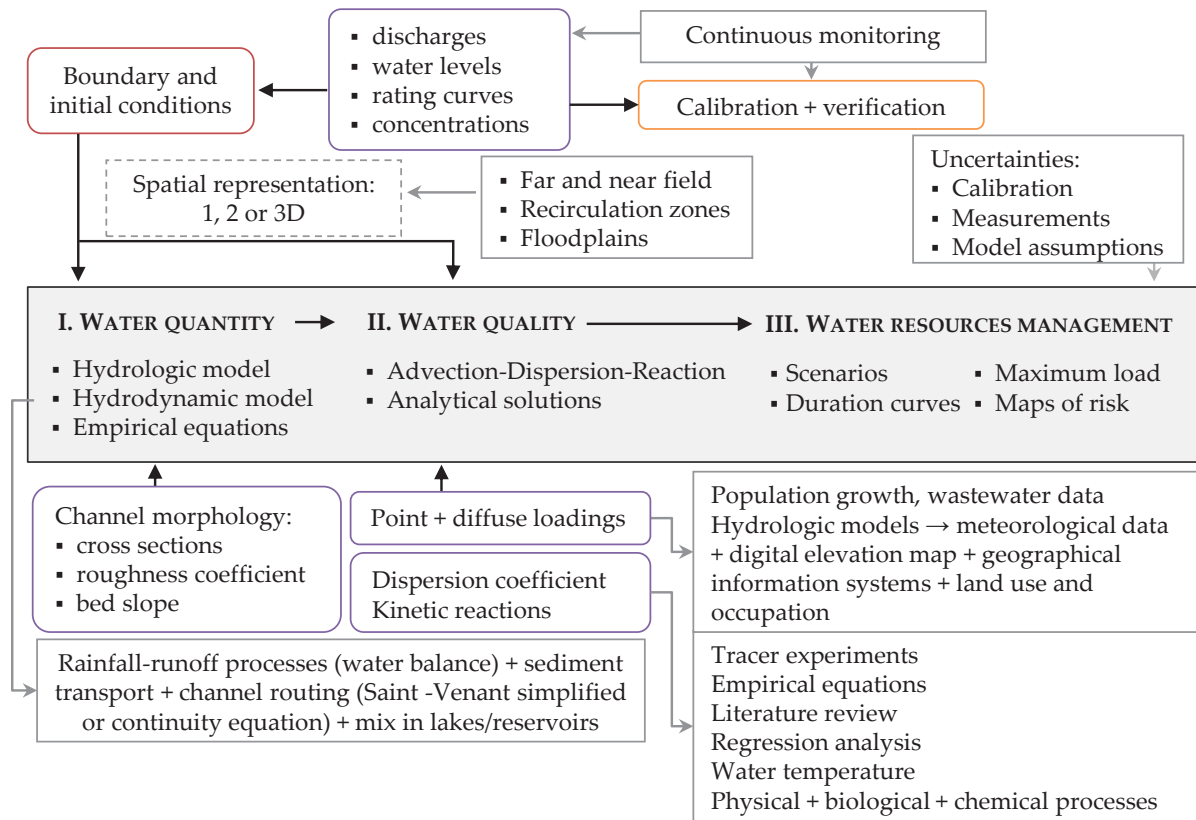 ▪ discharges
▪ water levels
▪ rating curves
▪ concentrations
Continuous monitoring
Boundary and
initial conditions
Calibration + verification
Spatial representation:
1, 2 or 3D
▪ Far and near field
▪ Recirculation zones
▪ Floodplains
Uncertainties:
▪ Calibration
▪ Measurements
▪ Model assumptions
I. WATER QUANTITY
▪ Hydrologic model
▪ Hydrodynamic model
▪ Empirical equations
II. WATER QUALITY
▪ Advection-Dispersion-Reaction
▪ Analytical solutions
III. WATER RESOURCES MANAGEMENT
▪ Scenarios
▪ Duration curves
▪ Maximum load
▪ Maps of risk
Channel morphology:
▪ cross sections
▪ roughness coefficient
▪ bed slope
Point + diffuse loadings
Dispersion coefficient
Kinetic reactions
Population growth, wastewater data
Hydrologic models → meteorological data
+ digital elevation map + geographical
information systems + land use and
occupation
Rainfall-runoff processes (water balance) + sediment
transport + channel routing (Saint -Venant simplified
or continuity equation) + mix in lakes/reservoirs
Tracer experiments
Empirical equations
Literature review
Regression analysis
Water temperature
Physical + biological + chemical processes